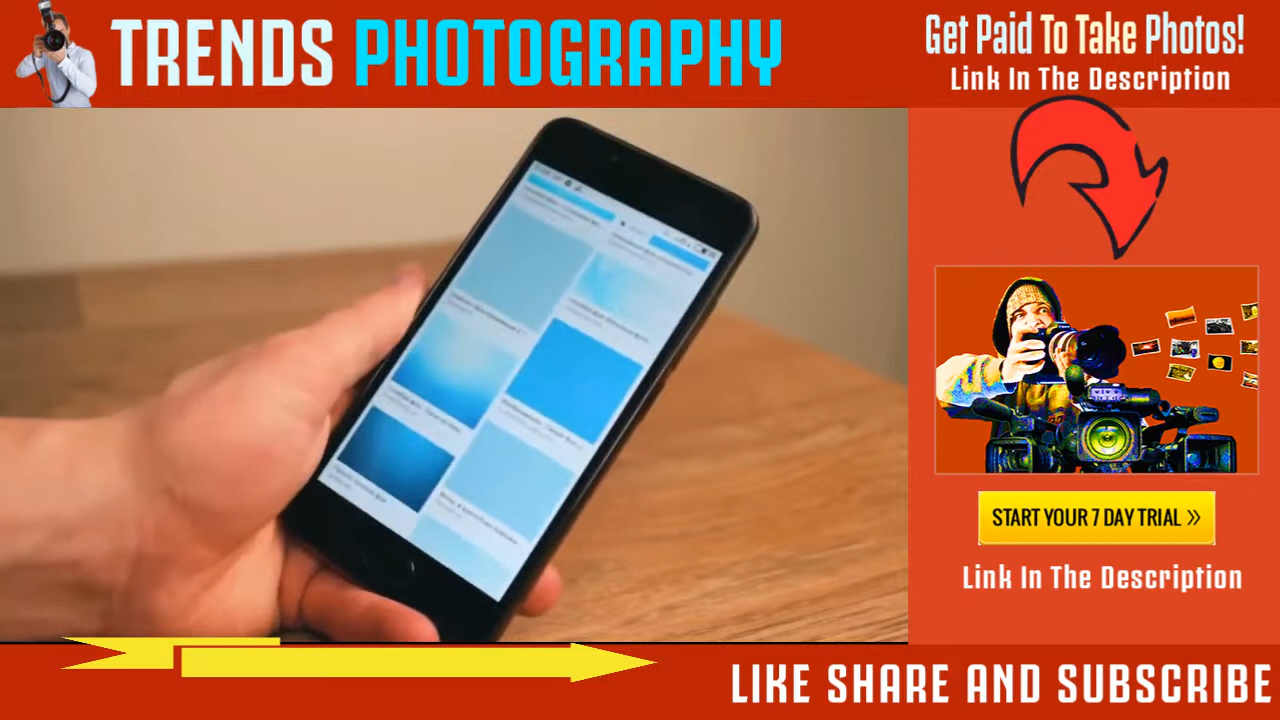 TRENDS PHOTOGRAPHY
Get Paid To Take Photos!
Link In The Description
START YOUR 7 DAY TRIAL »
Link In The Description
LIKE SHARE AND SUBSCRIBE